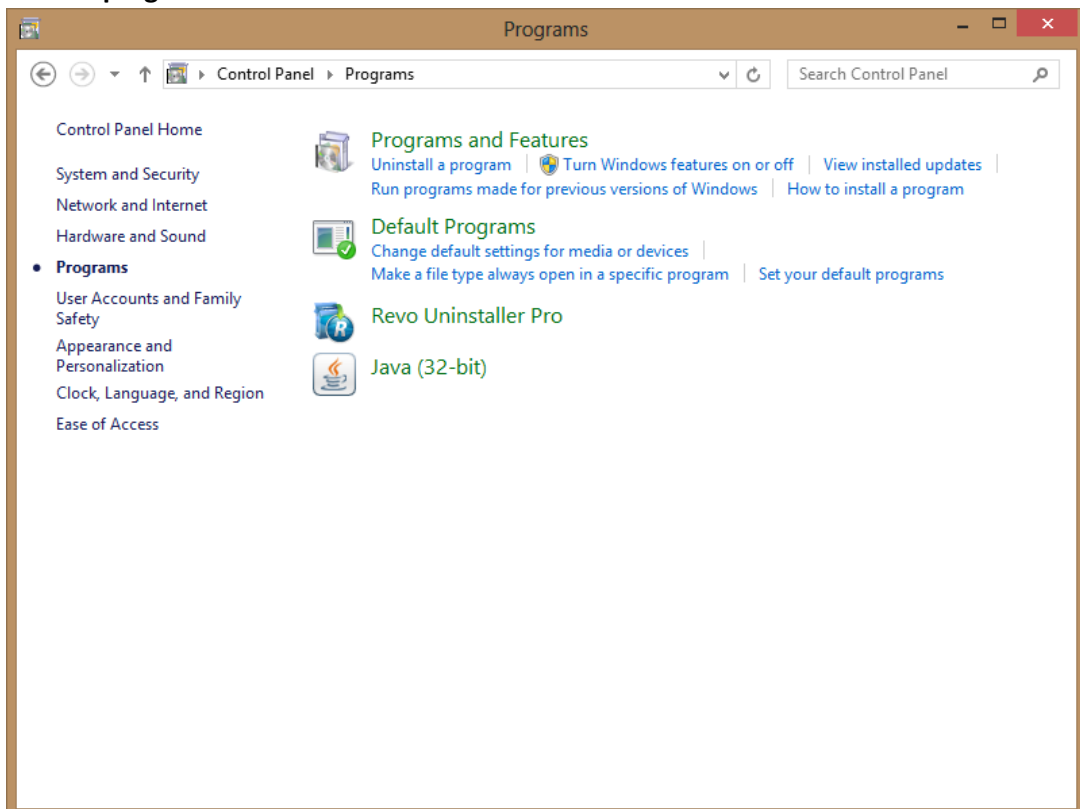 Programs
Control Panel Programs
Search Control Panel
Control Panel Home
System and Security
Network and Internet
Hardware and Sound
Programs
User Accounts and Family
Safety
Appearance and
Personalization
Clock, Language, and Region
Ease of Access
Programs and Features
Uninstall a program Turn Windows features on or off View installed updates
Run programs made for previous versions of Windows How to install a program
Default Programs
Change default settings for media or devices
Make a file type always open in a specific program Set your default programs
Revo Uninstaller Pro
Java (32-bit)